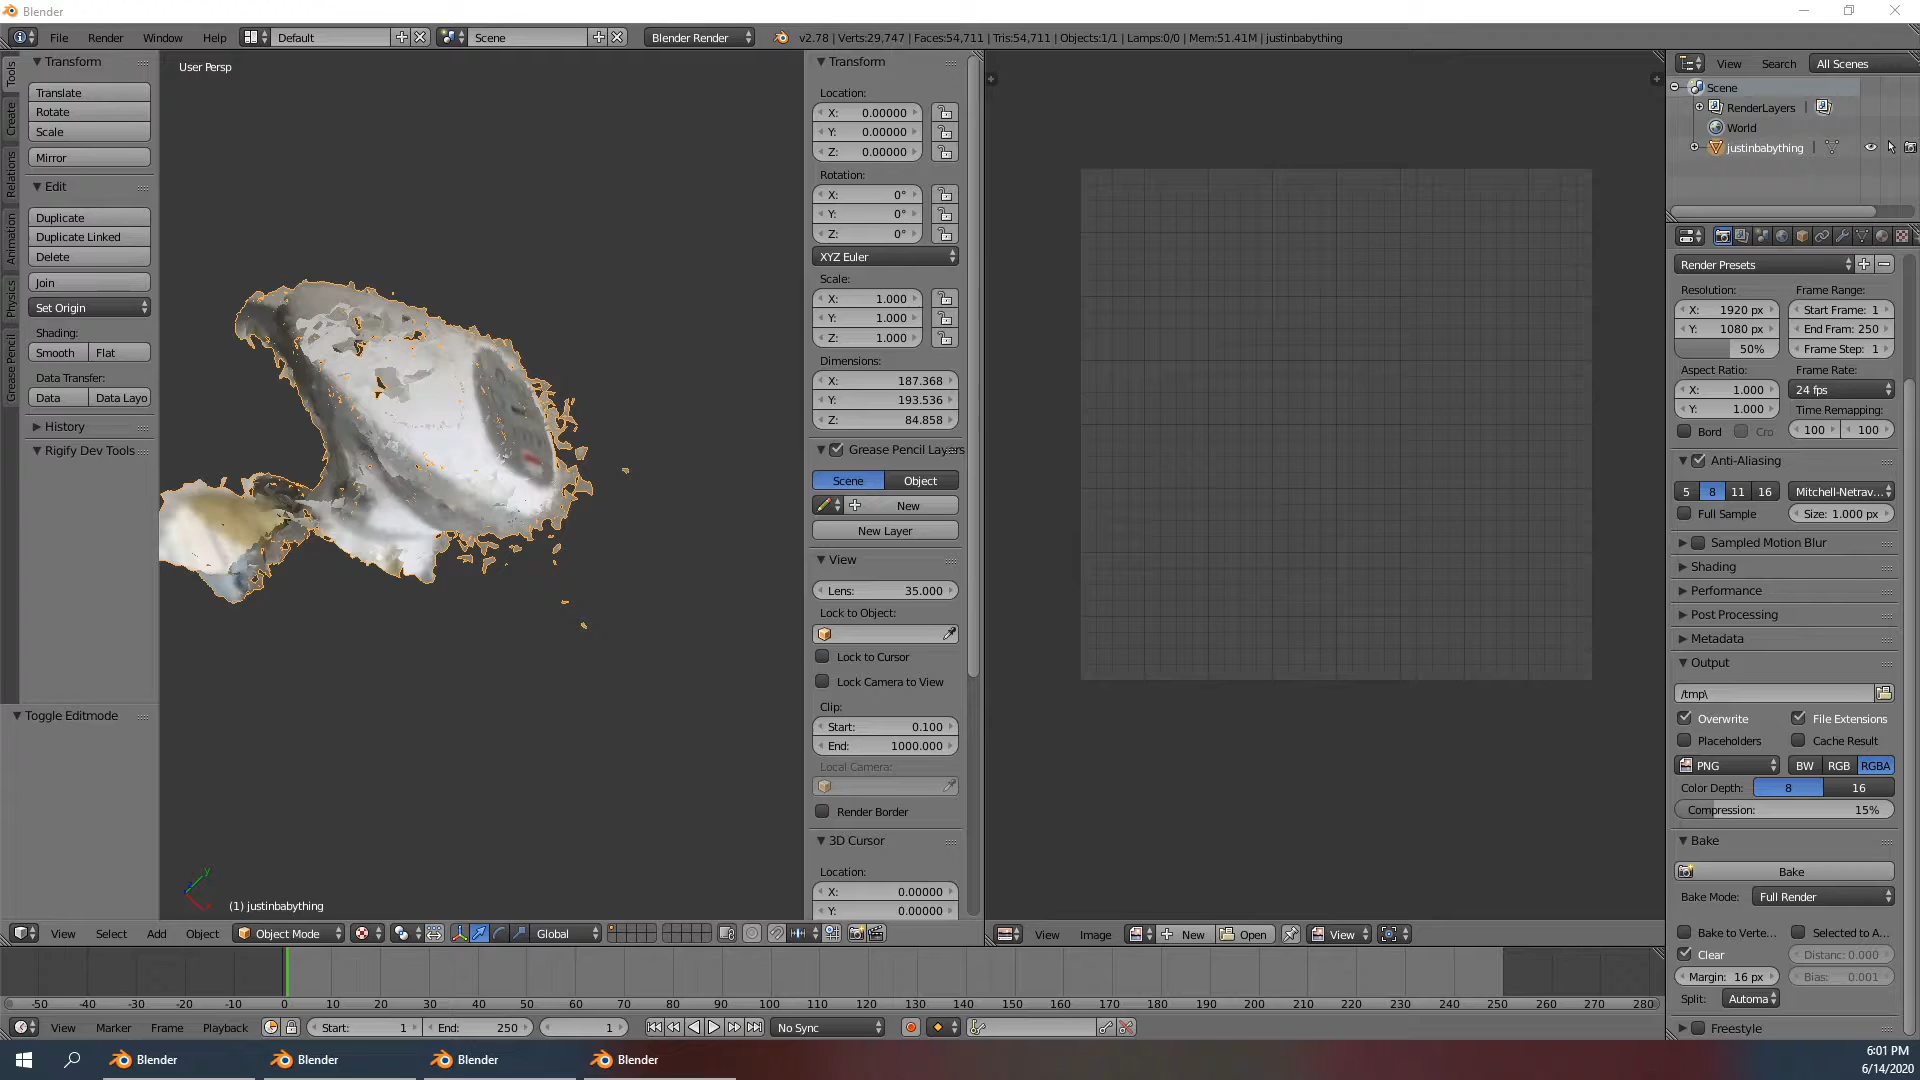 Blender
File Render Window Help Default Scene Blender Render v2.78 | Verts:29,747 | Faces:54,711 | Tris:54,711 | Objects:1/1 | Lamps:0/0 | Mem:51.41M | justinbabything
Tools
Create
Relations
Animation
Physics
Grease Pencil
Transform
Translate
Rotate
Scale
Mirror
Edit
Duplicate
Duplicate Linked
Delete
Join
Set Origin
Shading:
Smooth Flat
Data Transfer:
Data Data Layo
History
Rigify Dev Tools
Toggle Editmode
User Persp
(1) justinbabything
Transform
Location:
X: 0.00000
Y: 0.00000
Z: 0.00000
Rotation:
X: 0°
Y: 0°
Z: 0°
XYZ Euler
Scale:
X: 1.000
Y: 1.000
Z: 1.000
Dimensions:
X: 187.368
Y: 193.536
Z: 84.858
Grease Pencil Layers
Scene Object
New
New Layer
View
Lens: 35.000
Lock to Object:
Lock to Cursor
Lock Camera to View
Clip:
Start: 0.100
End: 1000.000
Local Camera:
Render Border
3D Cursor
Location:
X: 0.00000
Y: 0.00000
View Select Add Object Object Mode Global
View Image New Open View
View Search All Scenes
Scene
RenderLayers
World
justinbabything
Render Presets
Resolution: Frame Range:
X: 1920 px Start Frame: 1
Y: 1080 px End Fram: 250
50% Frame Step: 1
Aspect Ratio: Frame Rate:
X: 1.000 24 fps
Y: 1.000 Time Remapping:
Bord Cro 100 100
Anti-Aliasing
5 8 11 16 Mitchell-Netrav...
Full Sample Size: 1.000 px
Sampled Motion Blur
Shading
Performance
Post Processing
Metadata
Output
/tmp\
Overwrite File Extensions
Placeholders Cache Result
PNG BW RGB RGBA
Color Depth: 8 16
Compression: 15%
Bake
Bake
Bake Mode: Full Render
Bake to Verte... Selected to A...
Clear Distanc: 0.000
Margin: 16 px Bias: 0.001
Split: Automa
Freestyle
-50 -40 -30 -20 -10 0 10 20 30 40 50 60 70 80 90 100 110 120 130 140 150 160 170 180 190 200 210 220 230 240 250 260 270 280
View Marker Frame Playback Start: 1 End: 250 1 No Sync
Blender Blender Blender Blender
6:01 PM
6/14/2020